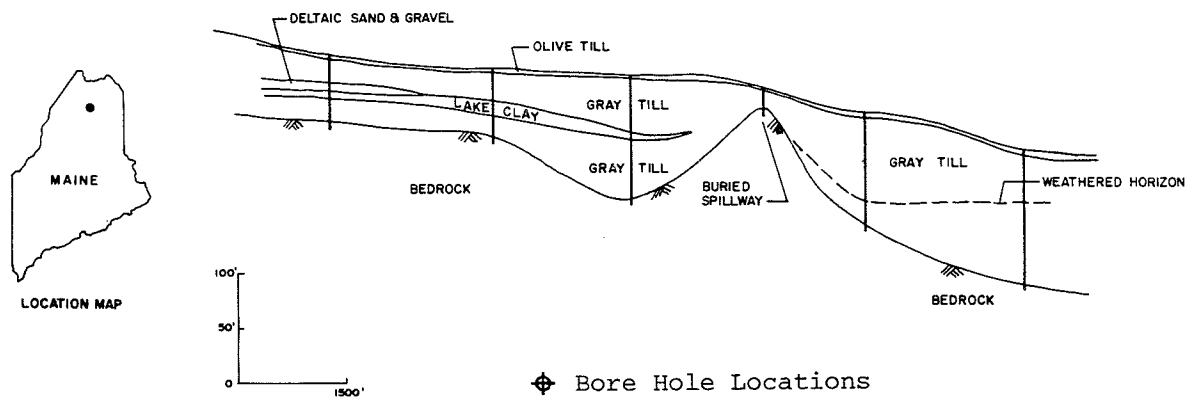 DELTAIC SAND & GRAVEL
OLIVE TILL
LAKE CLAY
GRAY TILL
GRAY TILL
GRAY TILL
MAINE
BEDROCK
BURIED
SPILLWAY
WEATHERED HORIZON
LOCATION MAP
100'
50'
0
1500'
BEDROCK
Bore Hole Locations